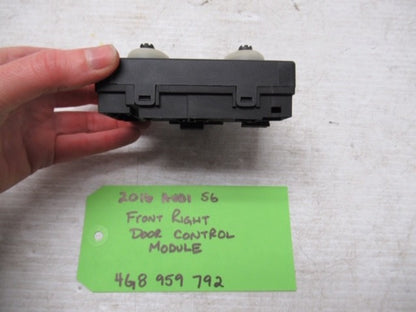 2016 AUDI S6
FRONT RIGHT
DOOR CONTROL
MODULE
4G8 959 792